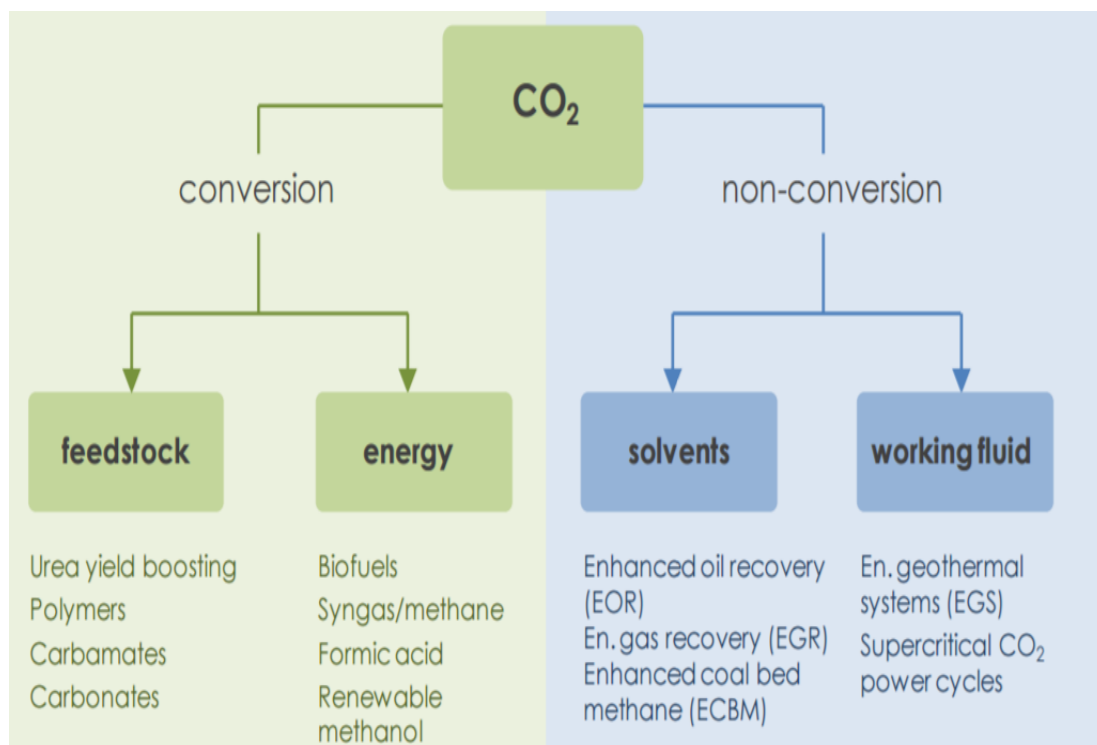 CO₂
conversion
non-conversion
feedstock
energy
solvents
working fluid
Urea yield boosting
Polymers
Carbamates
Carbonates
Biofuels
Syngas/methane
Formic acid
Renewable
methanol
Enhanced oil recovery
(EOR)
En. gas recovery (EGR)
Enhanced coal bed
methane (ECBM)
En. geothermal
systems (EGS)
Supercritical CO₂
power cycles